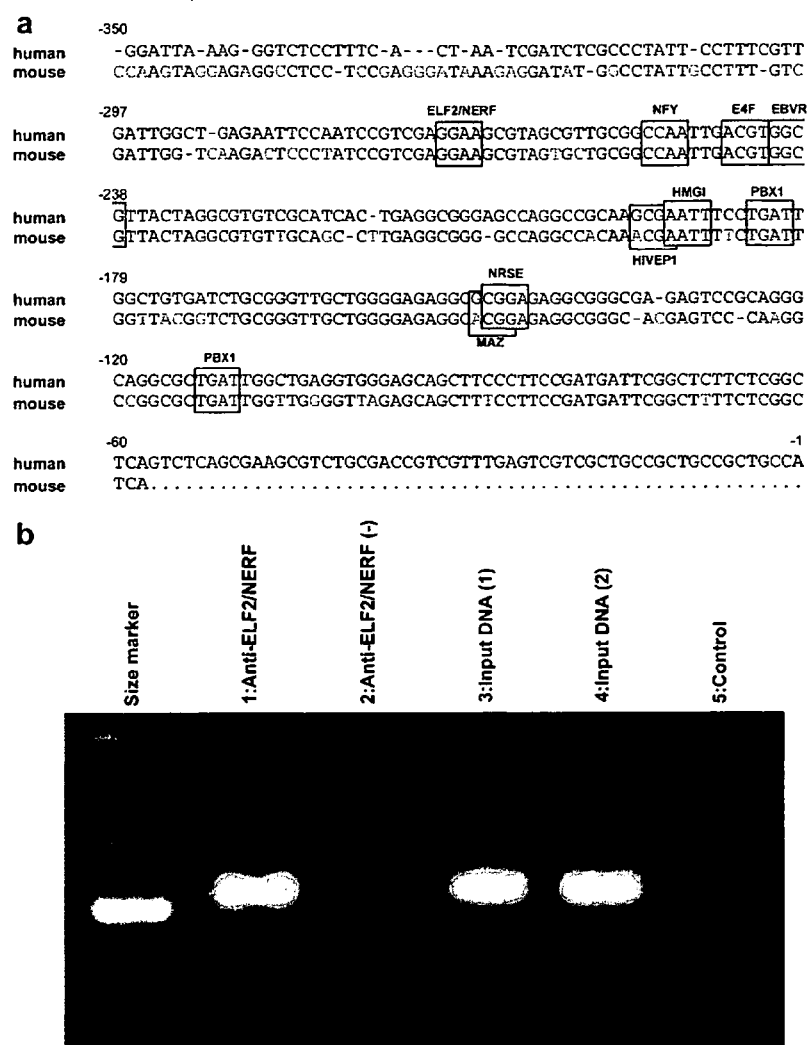 a
-350
human -GGATTA-AAG-GGTCTCCTTTC-A---CT-AA-TCGATCTCGCCCTATT-CCTTTCGTT
mouse CCAAGTAGGAGAGGCCTCC-TCCGAGGGATAAAGAGGATAT-GGCCTATTGCCTTT-GTC
-297 ELF2/NERF NFY E4F EBVR
human GATTGGCT-GAGAATTCCAATCCGTCGAGGAAGCGTAGCGTTGCGGCCAATTGACGTGGC
mouse GATTGG-TCAAGACTCCCTATCCGTCGAGGAAGCGTAGTGCTGCGGCCAATTGACGTGGC
-238 HMGI PBX1
human GTTACTAGGCGTGTCGCATCAC-TGAGGCGGGAGCCAGGCCGCAAGCGAATTTCCTGATT
mouse GTTACTAGGCGTGTTGCAGC-CTTGAGGCGGG-GCCAGGCCACAAACGAATTTTCTGATT
HIVEP1
-179 NRSE
human GGCTGTGATCTGCGGGTTGCTGGGGAGAGGCGCGGAGAGGCGGGCGA-GAGTCCGCAGGG
mouse GGTTACGGTCTGCGGGTTGCTGGGGAGAGGCACGGAGAGGCGGGC-ACGAGTCC-CAAGG
MAZ
-120 PBX1
human CAGGCGCTGATTGGCTGAGGTGGGAGCAGCTTCCCTTCCGATGATTCGGCTCTTCTCGGC
mouse CCGGCGCTGATTGGTTGGGGTTAGAGCAGCTTTCCTTCCGATGATTCGGCTTTTCTCGGC
-60 -1
human TCAGTCTCAGCGAAGCGTCTGCGACCGTCGTTTGAGTCGTCGCTGCCGCTGCCGCTGCCA
mouse TCA.........................................................
b
Size marker
1:Anti-ELF2/NERF
2:Anti-ELF2/NERF (-)
3:Input DNA (1)
4:Input DNA (2)
5:Control